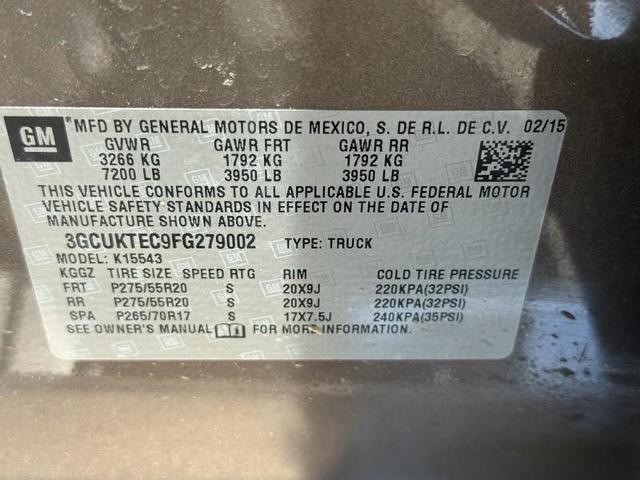 GM ® MFD BY GENERAL MOTORS DE MEXICO, S. DE R.L. DE C.V. 02/15
GVWR GAWR FRT GAWR RR
3266 KG 1792 KG 1792 KG
7200 LB 3950 LB 3950 LB
THIS VEHICLE CONFORMS TO ALL APPLICABLE U.S. FEDERAL MOTOR
VEHICLE SAFETY STANDARDS IN EFFECT ON THE DATE OF
MANUFACTURE SHOWN ABOVE.
3GCUKTEC9FG279002 TYPE: TRUCK
MODEL: K15543
KGGZ TIRE SIZE SPEED RTG RIM COLD TIRE PRESSURE
FRT P275/55R20 S 20X9J 220KPA(32PSI)
RR P275/55R20 S 20X9J 220KPA(32PSI)
SPA P265/70R17 S 17X7.5J 240KPA(35PSI)
SEE OWNER'S MANUAL FOR MORE INFORMATION.